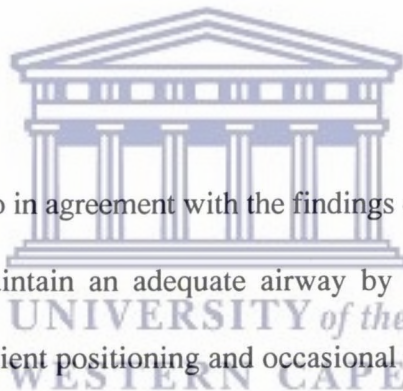 in agreement with the findings
intain an adequate airway by
UNIVERSITY of the
ient positioning and occasional
WESTERN CAPE